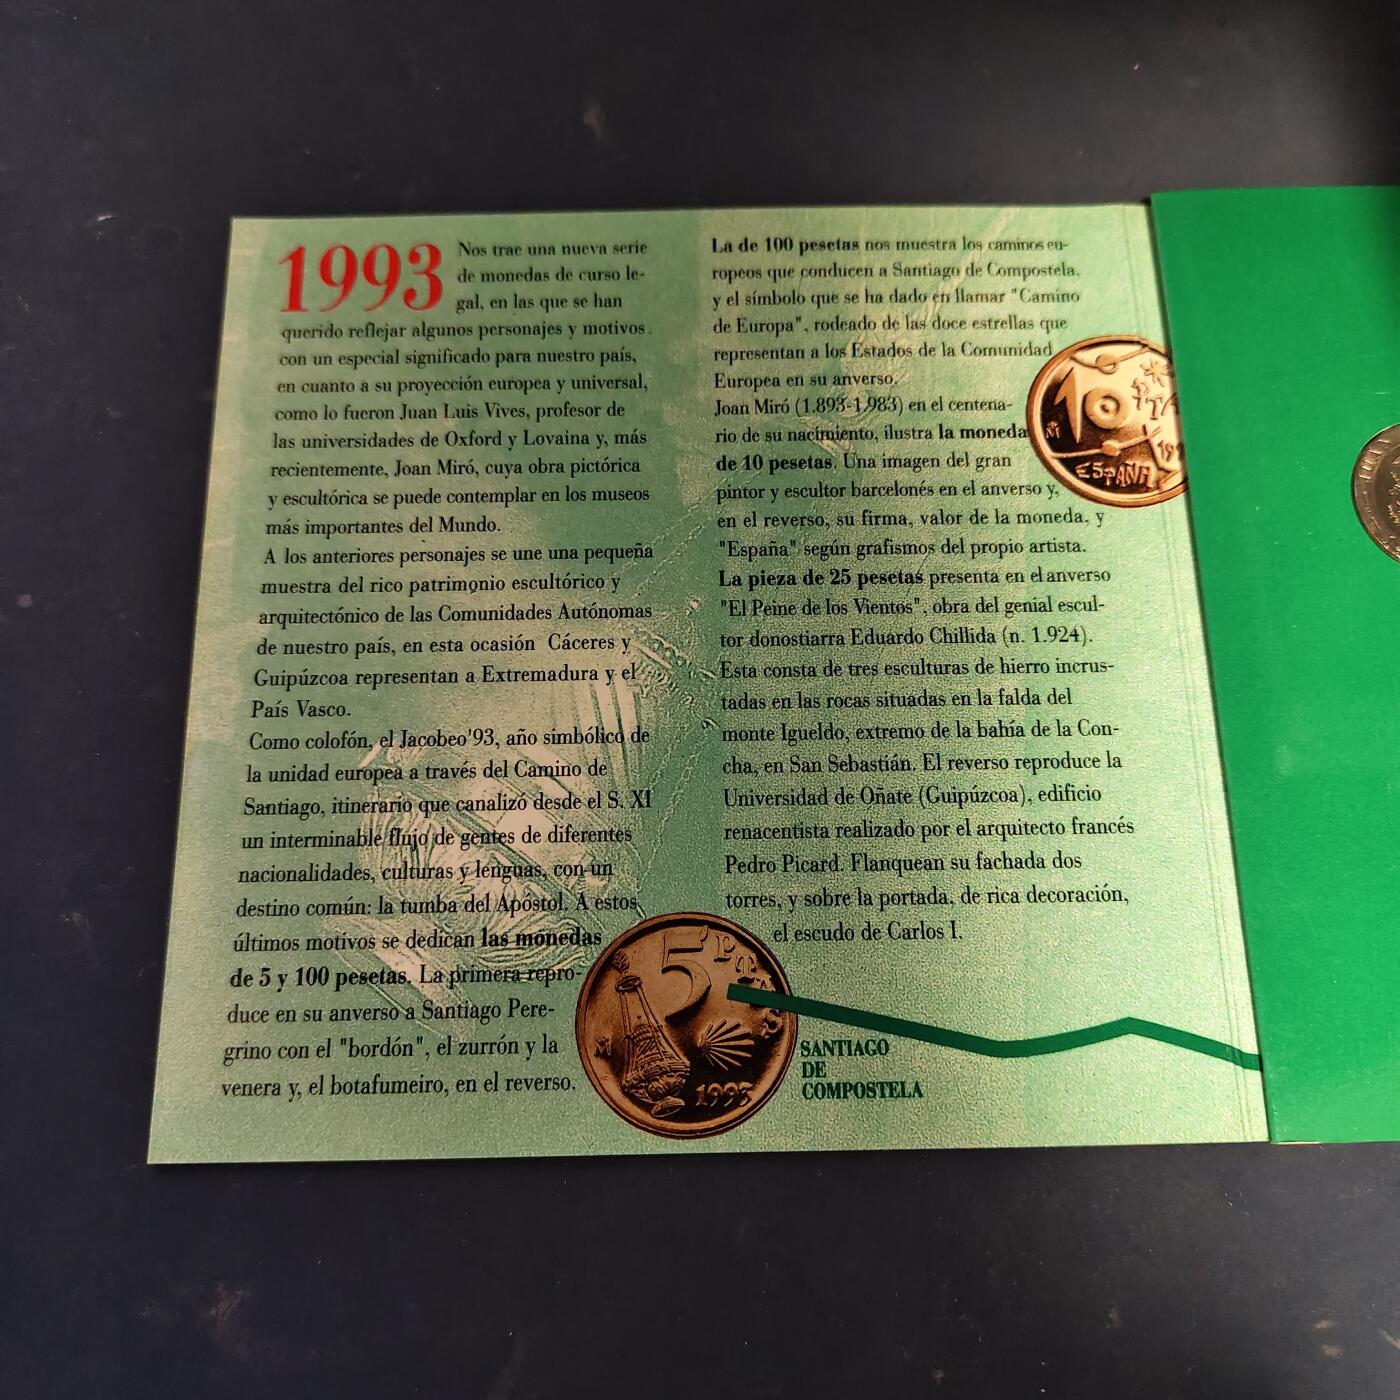 1993
Nos trae una nueva serie
de monedas de curso le-
gal, en las que se han
querido reflejar algunos personajes y motivos
con un especial significado para nuestro país,
en cuanto a su proyección europea y universal,
como lo fueron Juan Luis Vives, profesor de
las universidades de Oxford y Lovaina y, más
recientemente, Joan Miró, cuya obra pictórica
y escultórica se puede contemplar en los museos
más importantes del Mundo.
A los anteriores personajes se une una pequeña
muestra del rico patrimonio escultórico y
arquitectónico de las Comunidades Autónomas
de nuestro país, en esta ocasión Cáceres y
Guipúzcoa representan a Extremadura y el
País Vasco.
Como colofón, el Jacobeo'93, año simbólico de
la unidad europea a través del Camino de
Santiago, itinerario que canalizó desde el S. XI
un interminable flujo de gentes de diferentes
nacionalidades, culturas y lenguas, con un
destino común: la tumba del Apóstol. A estos
últimos motivos se dedican las monedas
de 5 y 100 pesetas. La primera repro-
duce en su anverso a Santiago Pere-
grino con el "bordón", el zurrón y la
venera y, el botafumeiro, en el reverso.
La de 100 pesetas nos muestra los caminos eu-
ropeos que conducen a Santiago de Compostela,
y el símbolo que se ha dado en llamar "Camino
de Europa", rodeado de las doce estrellas que
representan a los Estados de la Comunidad
Europea en su anverso.
Joan Miró (1.893-1.983) en el centena-
rio de su nacimiento, ilustra la moneda
de 10 pesetas. Una imagen del gran
pintor y escultor barcelonés en el anverso y,
en el reverso, su firma, valor de la moneda, y
"España" según grafismos del propio artista.
La pieza de 25 pesetas presenta en el anverso
"El Peine de los Vientos", obra del genial escul-
tor donostiarra Eduardo Chillida (n. 1.924).
Esta consta de tres esculturas de hierro incrus-
tadas en las rocas situadas en la falda del
monte Igueldo, extremo de la bahía de la Con-
cha, en San Sebastián. El reverso reproduce la
Universidad de Oñate (Guipúzcoa), edificio
renacentista realizado por el arquitecto francés
Pedro Picard. Flanquean su fachada dos
torres, y sobre la portada, de rica decoración,
el escudo de Carlos I.
10
PTA
M
199
ESPAÑA
5 PTAS
M
1993
SANTIAGO
DE
COMPOSTELA